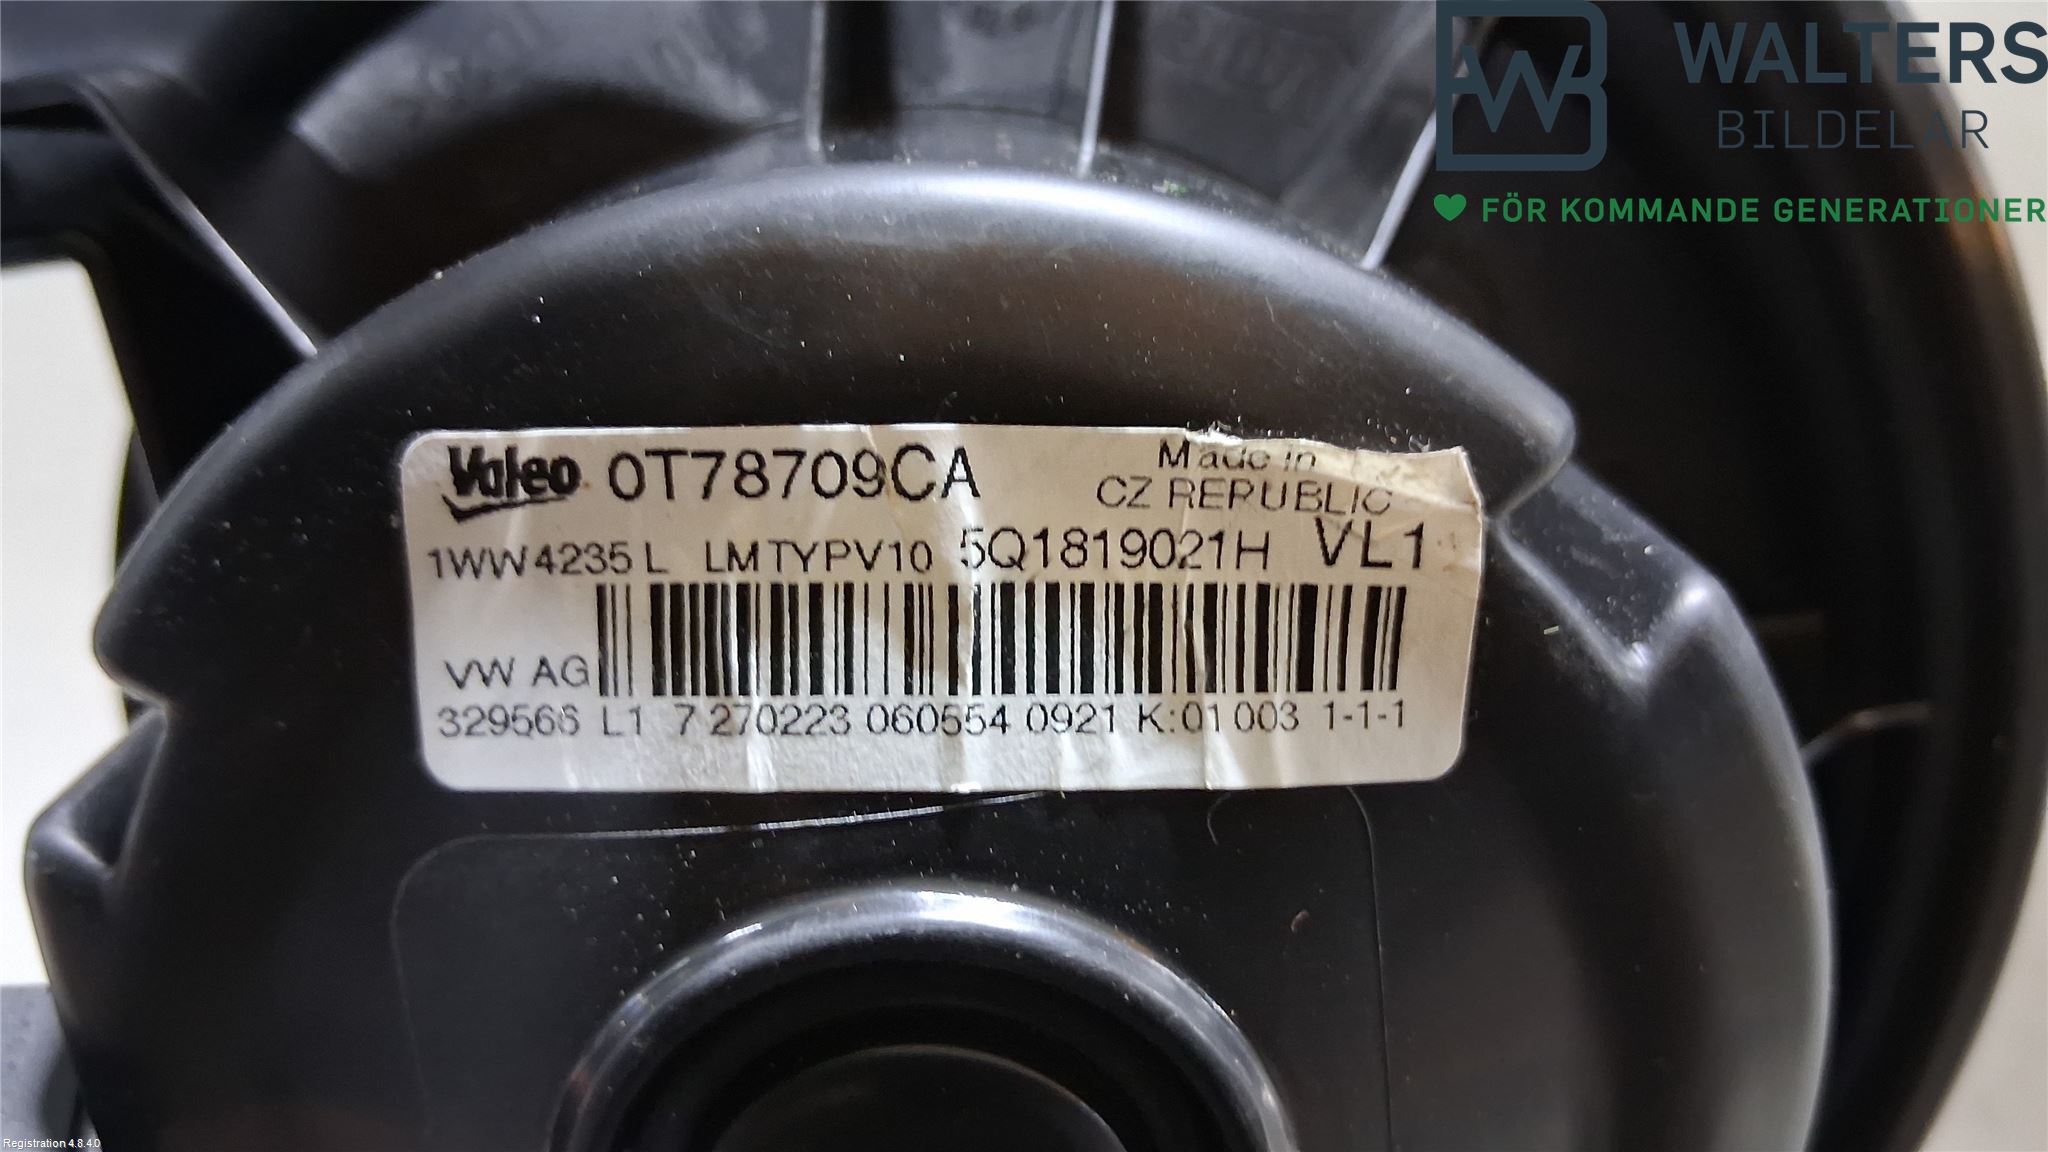 WALTERS
BILDELAR
FÖR KOMMANDE GENERATIONER
Valeo 0T78709CA
Made in
CZ REPUBLIC
1WW4235L LMTYPV10 5Q1819021H VL1
VW AG
329566 L1 7 270223 060554 0921 K:01 003 1-1-1
Registration 4.8.4.0